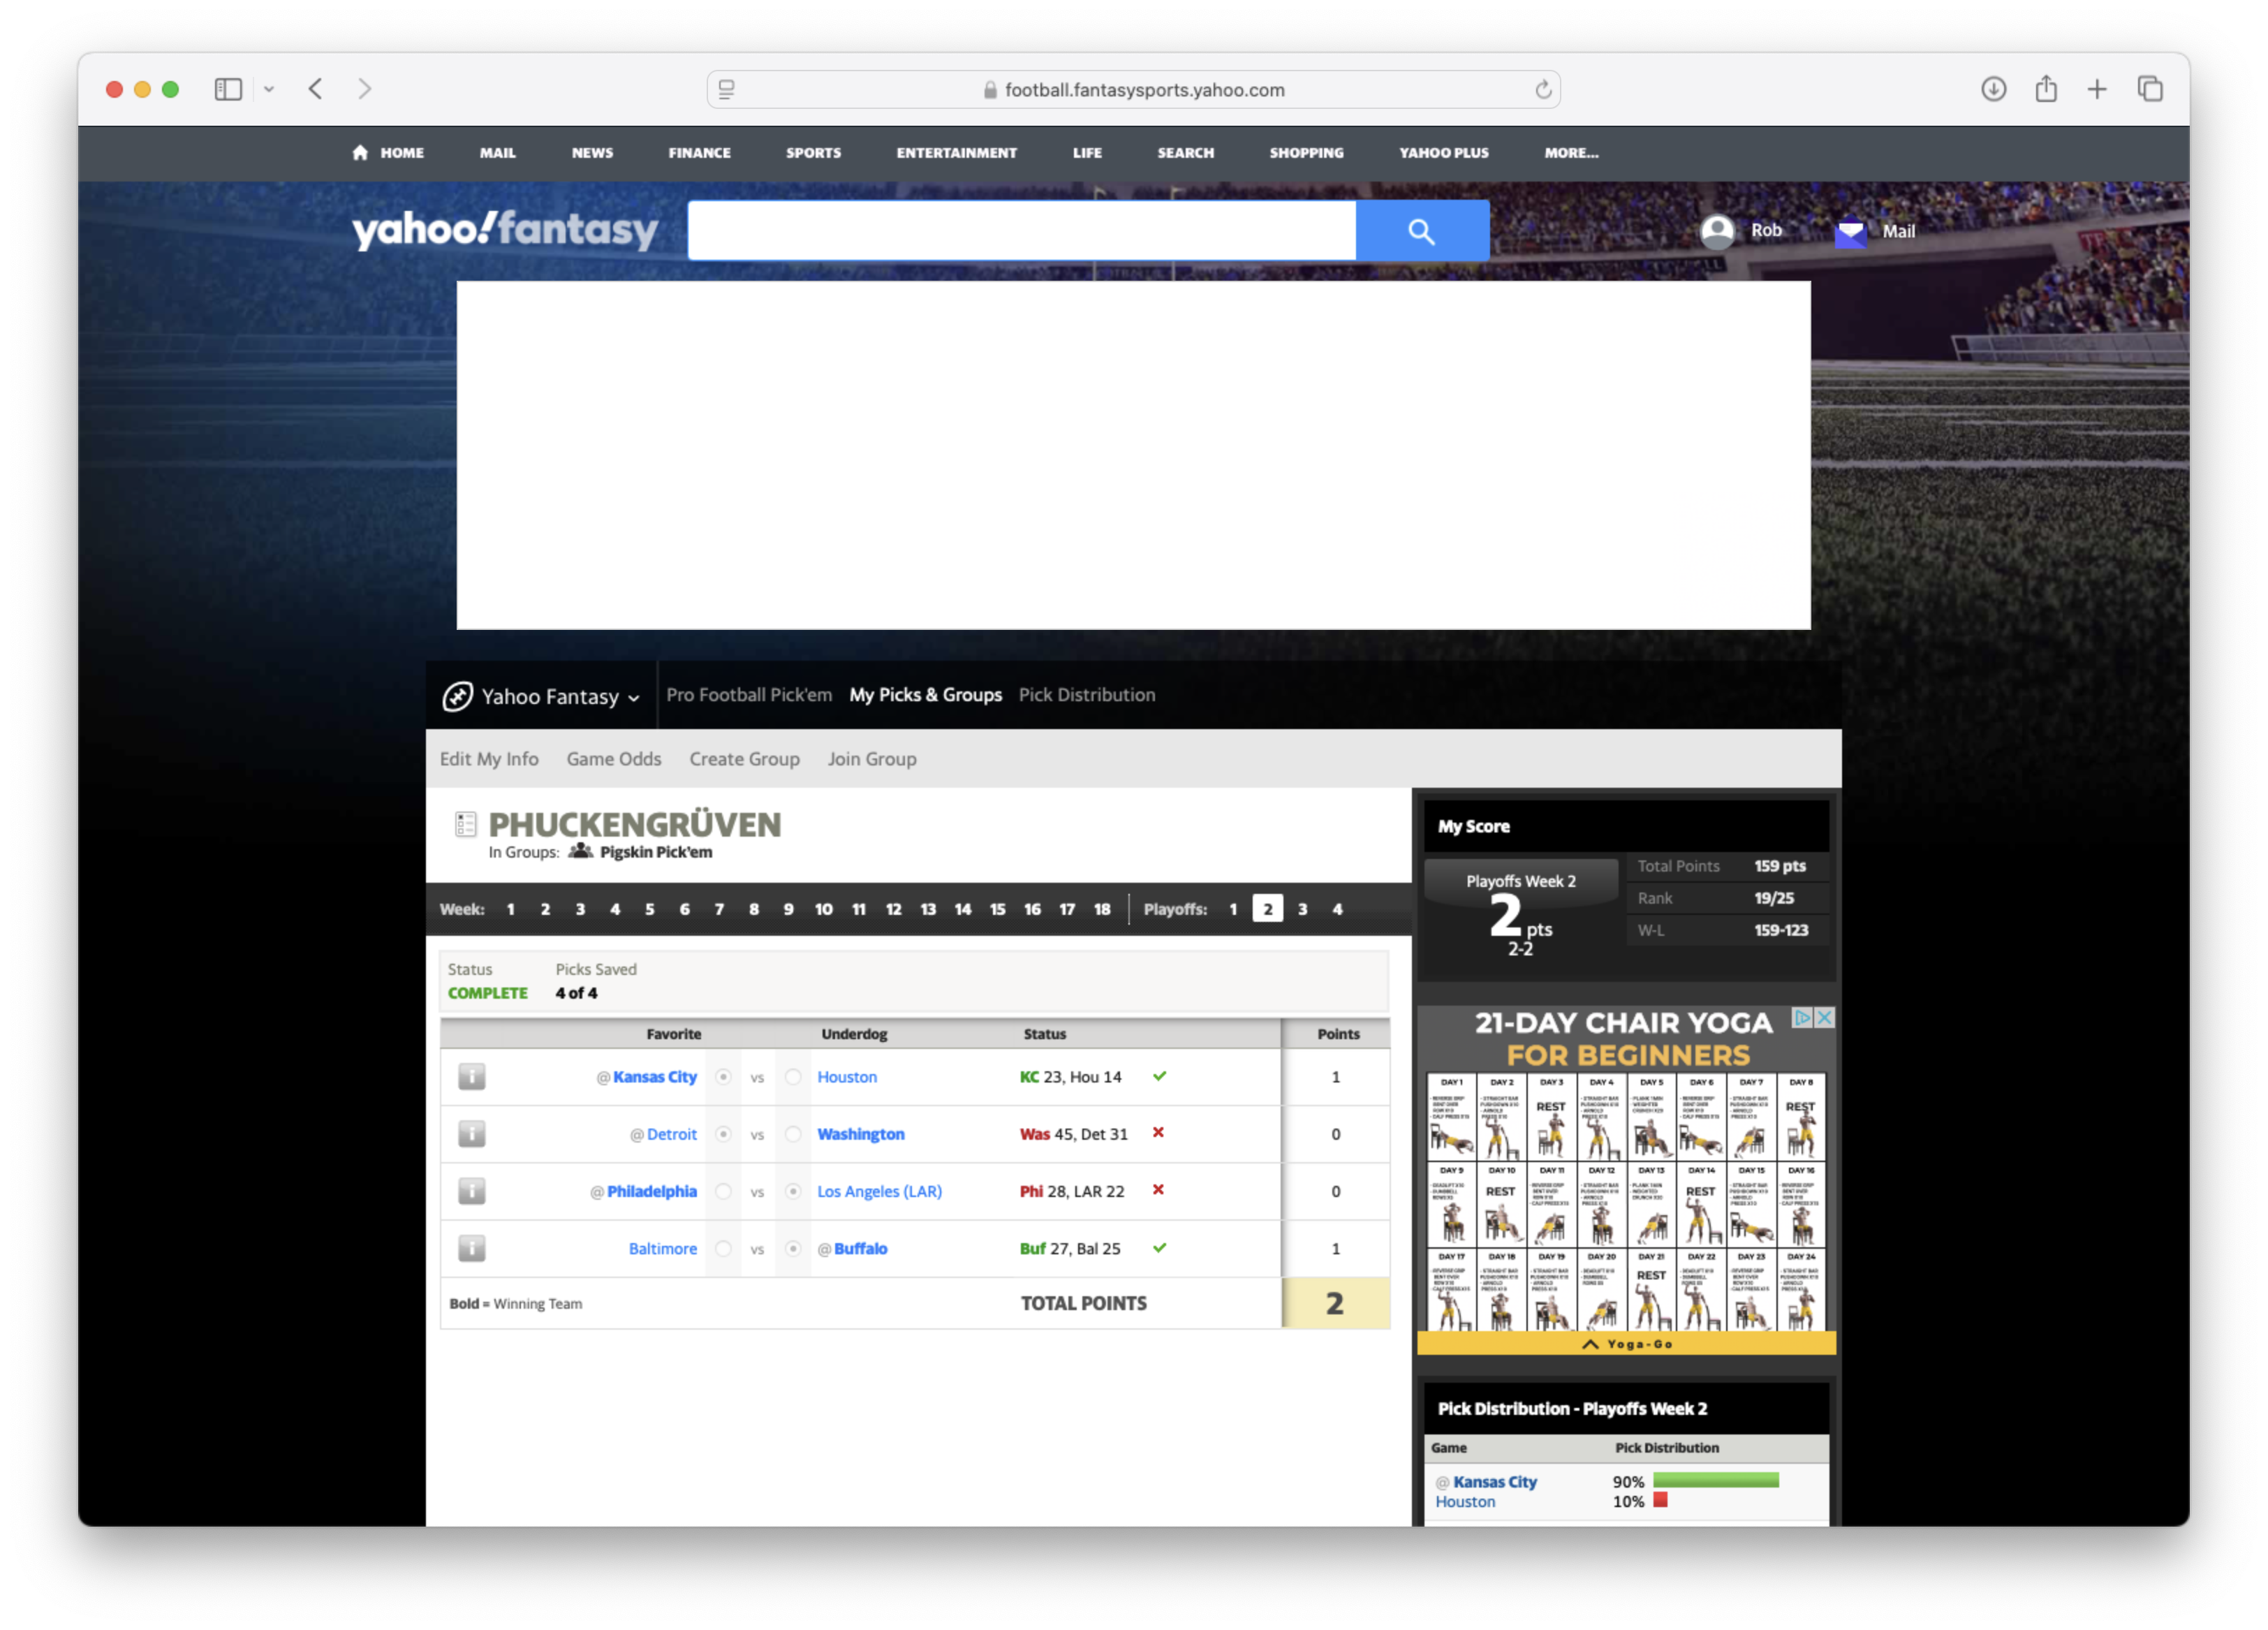 football.fantasysports.yahoo.com
HOME MAIL NEWS FINANCE SPORTS ENTERTAINMENT LIFE SEARCH SHOPPING YAHOO PLUS MORE...
yahoo!fantasy Rob Mail
Yahoo Fantasy Pro Football Pick'em My Picks & Groups Pick Distribution
Edit My Info Game Odds Create Group Join Group
PHUCKENGRÜVEN
In Groups: Pigskin Pick'em
Week: 1 2 3 4 5 6 7 8 9 10 11 12 13 14 15 16 17 18 Playoffs: 1 2 3 4
Status Picks Saved
COMPLETE 4 of 4
Favorite Underdog Status Points
@ Kansas City vs Houston KC 23, Hou 14 1
@ Detroit vs Washington Was 45, Det 31 0
@ Philadelphia vs Los Angeles (LAR) Phi 28, LAR 22 0
Baltimore vs @ Buffalo Buf 27, Bal 25 1
Bold = Winning Team TOTAL POINTS 2
My Score
Playoffs Week 2
2 pts
2-2
Total Points 159 pts
Rank 19/25
W-L 159-123
21-DAY CHAIR YOGA
FOR BEGINNERS
DAY 1 DAY 2 DAY 3 DAY 4 DAY 5 DAY 6 DAY 7 DAY 8
REST REST
DAY 9 DAY 10 DAY 11 DAY 12 DAY 13 DAY 14 DAY 15 DAY 16
REST REST
DAY 17 DAY 18 DAY 19 DAY 20 DAY 21 DAY 22 DAY 23 DAY 24
REST
Yoga-Go
Pick Distribution - Playoffs Week 2
Game Pick Distribution
@ Kansas City 90%
Houston 10%